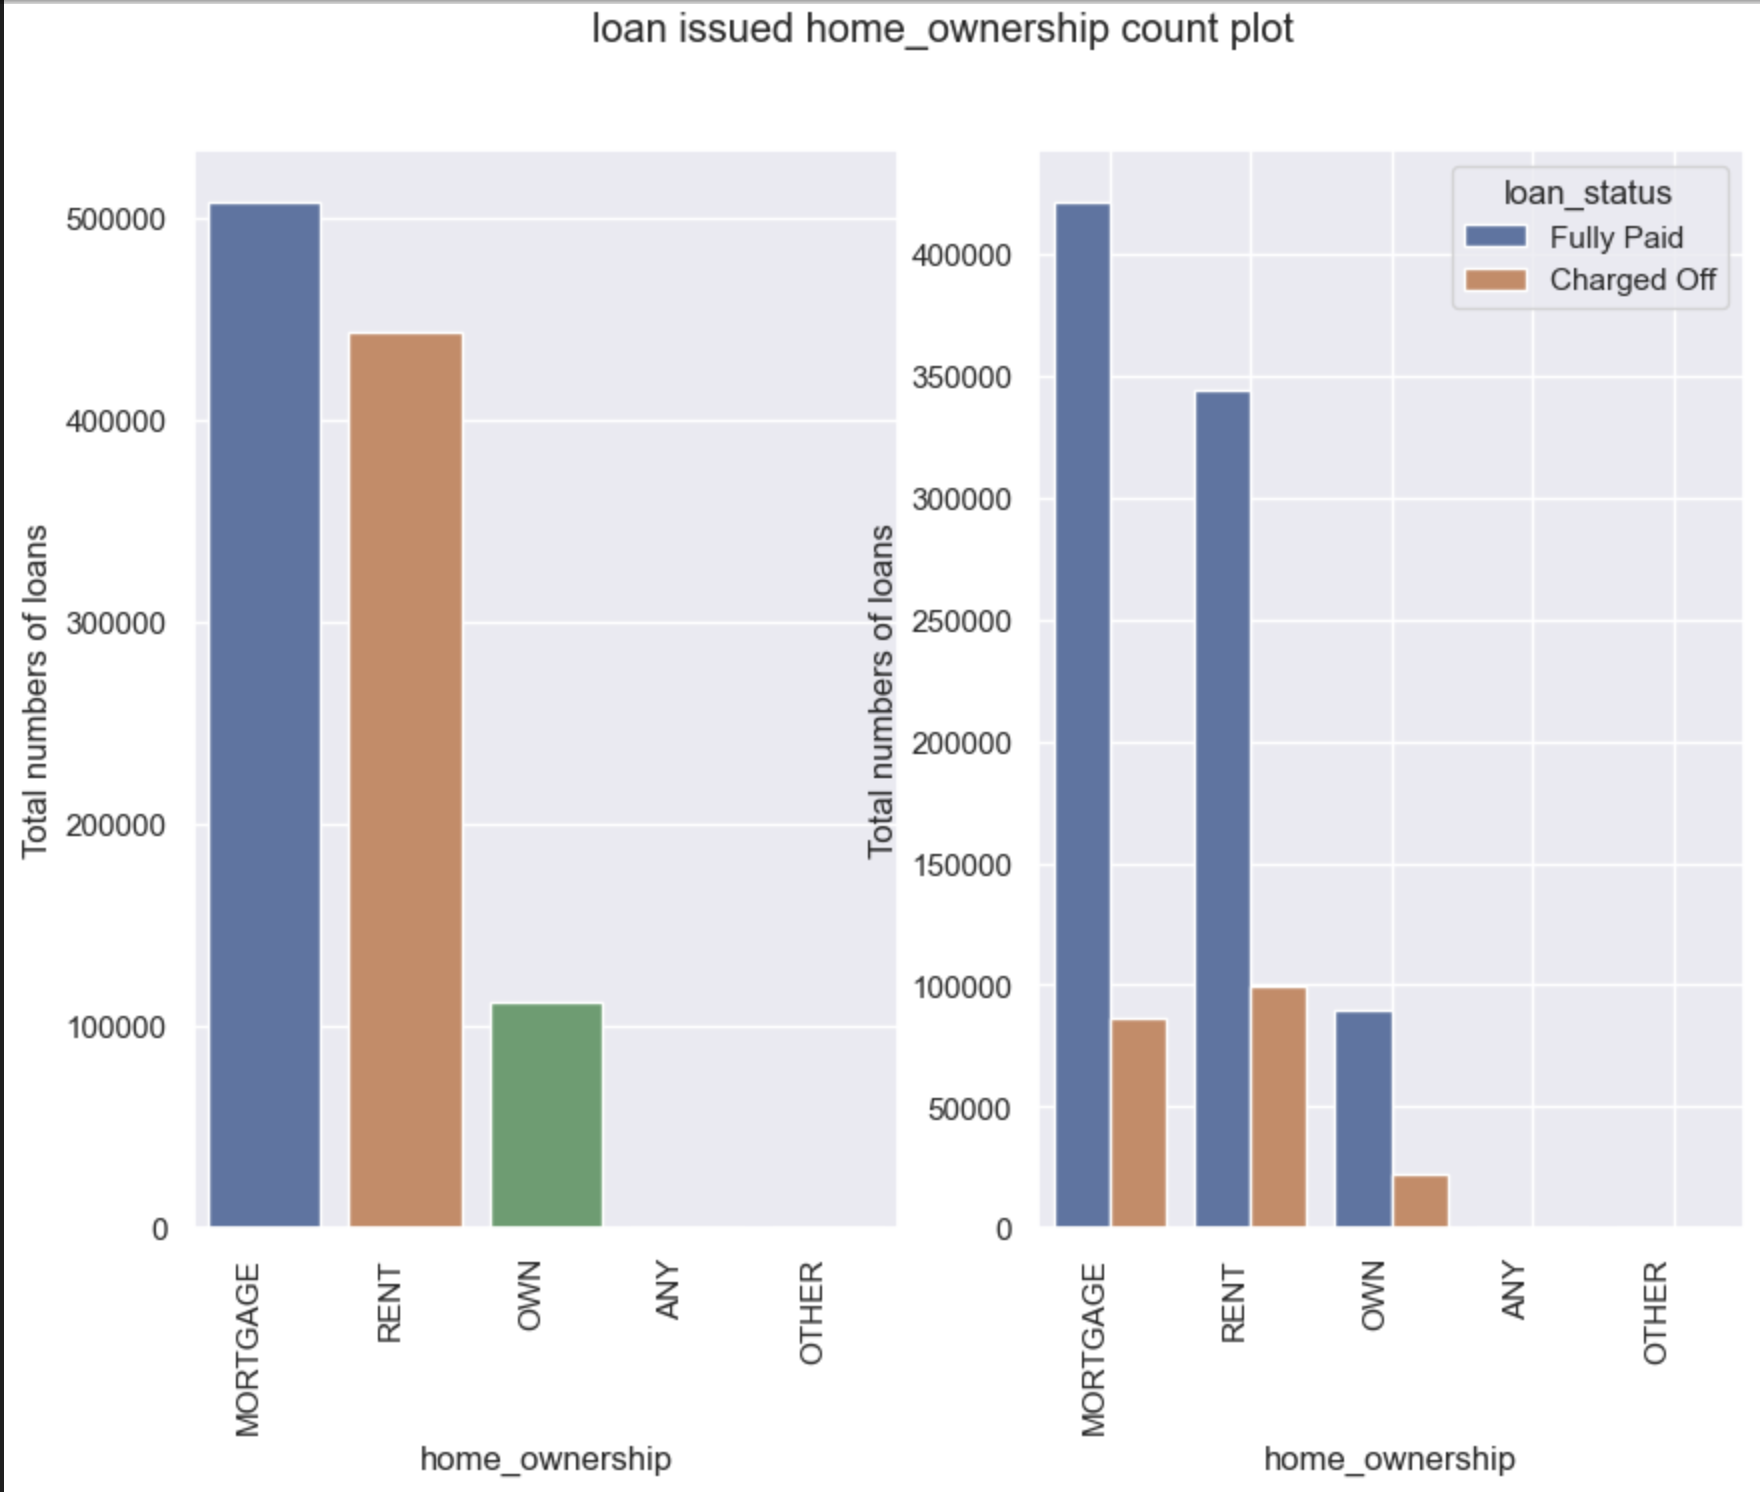 loan issued home_ownership count plot
Total numbers of loans
500000
400000
300000
200000
100000
0
MORTGAGE
RENT
OWN
ANY
OTHER
home_ownership
Total numbers of loans
400000
350000
300000
250000
200000
150000
100000
50000
0
loan_status
Fully Paid
Charged Off
MORTGAGE
RENT
OWN
ANY
OTHER
home_ownership